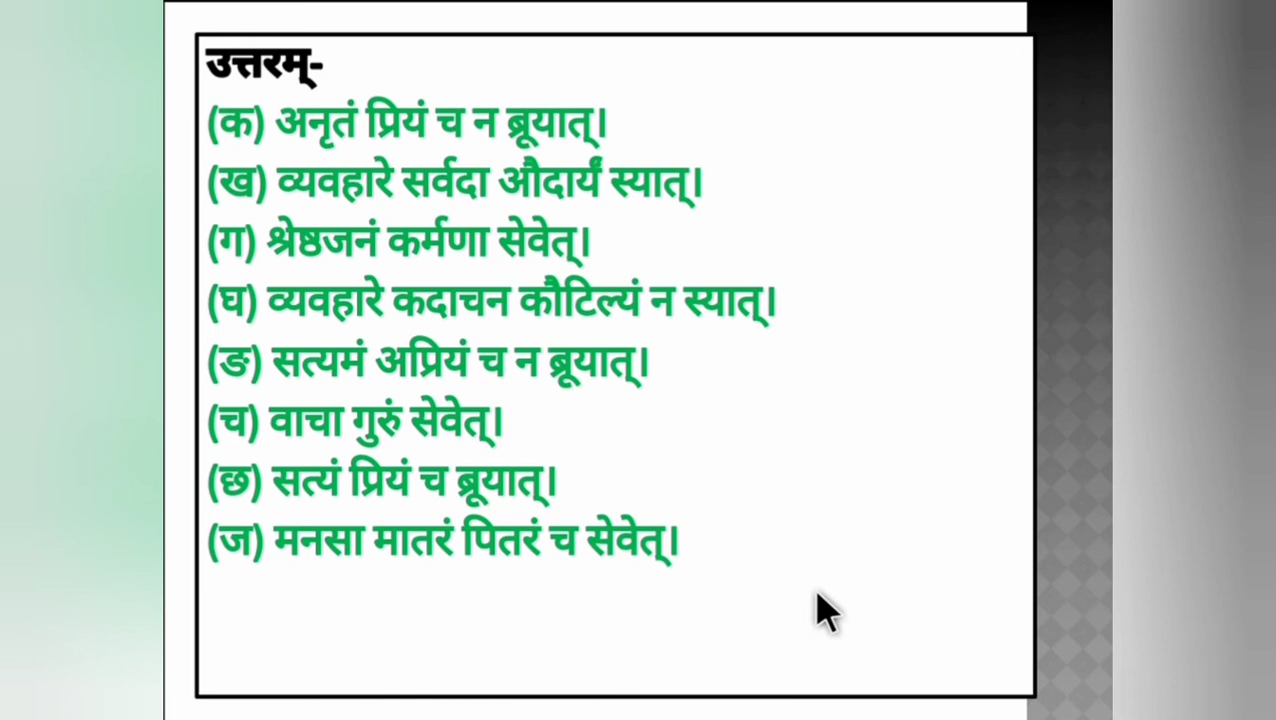 उत्तरम्-
(क) अनृतं प्रियं च न ब्रूयात्।
(ख) व्यवहारे सर्वदा औदार्यं स्यात्।
(ग) श्रेष्ठजनं कर्मणा सेवेत्।
(घ) व्यवहारे कदाचन कौटिल्यं न स्यात्।
(ङ) सत्यमं अप्रियं च न ब्रूयात्।
(च) वाचा गुरुं सेवेत्।
(छ) सत्यं प्रियं च ब्रूयात्।
(ज) मनसा मातरं पितरं च सेवेत्।